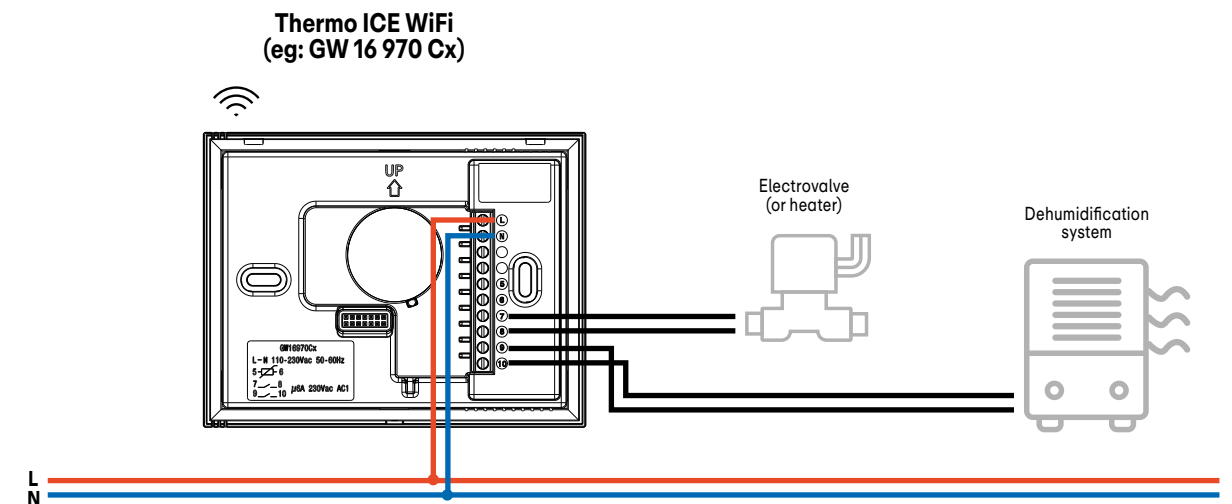 Thermo ICE WiFi
(eg: GW 16 970 Cx)
UP
L
N
5
6
7
8
9
10
GW16970Cx
L-N 110-230Vac 50-60Hz
5 6
7 8
9 10
µ6A 230Vac AC1
Electrovalve
(or heater)
Dehumidification
system
L
N